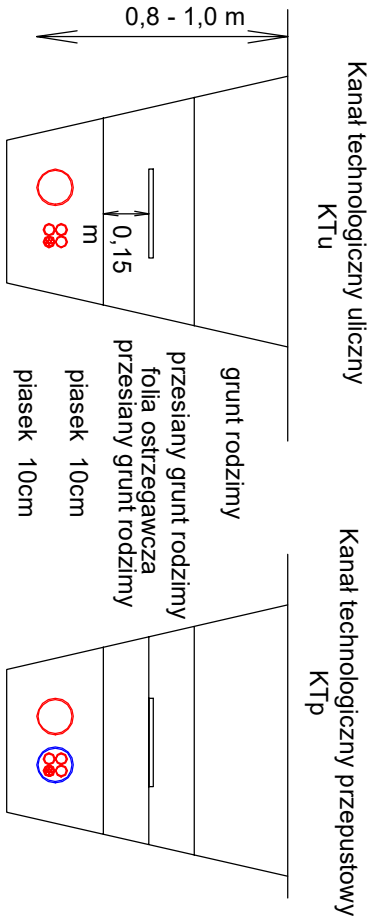 Kanał technologiczny uliczny
KTu
Kanał technologiczny przepustowy
KTp
0,8 - 1,0 m
grunt rodzimy
przesiany grunt rodzimy
folia ostrzegawcza
przesiany grunt rodzimy
0,15
m
piasek 10cm
piasek 10cm